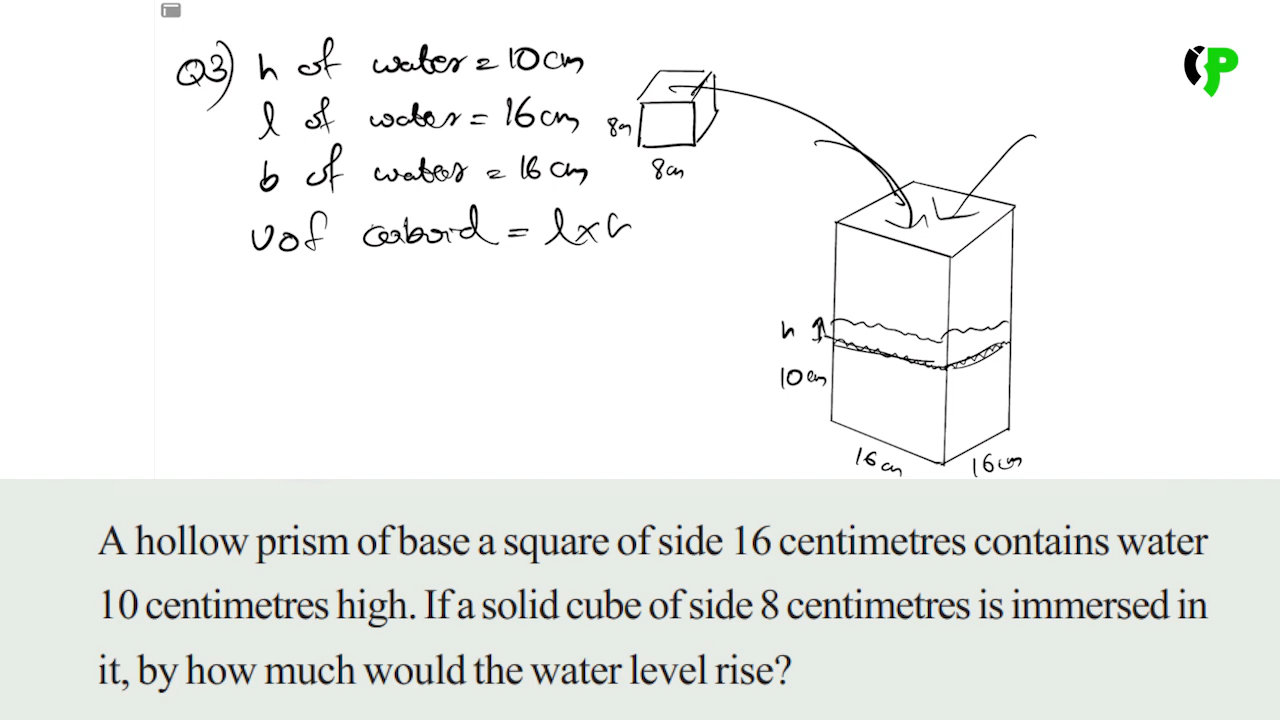 Q3) h of water = 10cm
l of water = 16cm
b of water = 16 cm
V of cuboid = l x b
8cm
8cm
h
10cm
16cm
16cm
P
A hollow prism of base a square of side 16 centimetres contains water
10 centimetres high. If a solid cube of side 8 centimetres is immersed in
it, by how much would the water level rise?